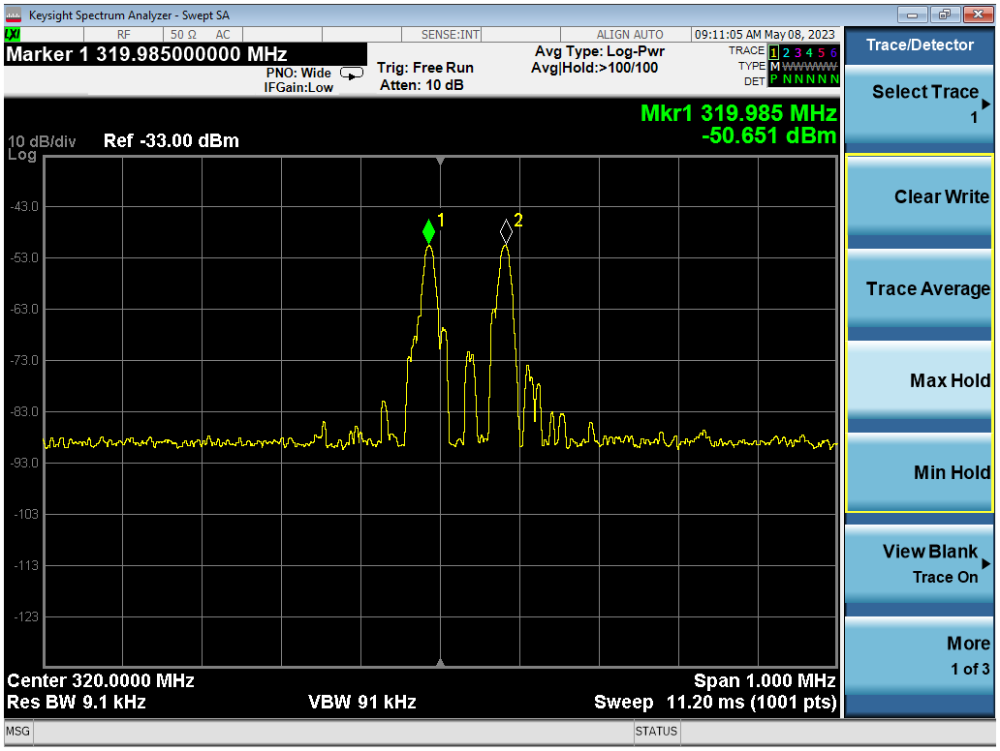 Keysight Spectrum Analyzer - Swept SA
LXI RF 50 Ω AC SENSE:INT ALIGN AUTO 09:11:05 AM May 08, 2023
Marker 1 319.985000000 MHz
PNO: Wide
IFGain:Low
Trig: Free Run
Atten: 10 dB
Avg Type: Log-Pwr
Avg|Hold:>100/100
TRACE 1 2 3 4 5 6
TYPE M W W W W W
DET P N N N N N
Mkr1 319.985 MHz
-50.651 dBm
10 dB/div Ref -33.00 dBm
Log
1
2
-43.0
-53.0
-63.0
-73.0
-83.0
-93.0
-103
-113
-123
Center 320.0000 MHz Span 1.000 MHz
Res BW 9.1 kHz VBW 91 kHz Sweep 11.20 ms (1001 pts)
MSG STATUS
Trace/Detector
Select Trace
1
Clear Write
Trace Average
Max Hold
Min Hold
View Blank
Trace On
More
1 of 3